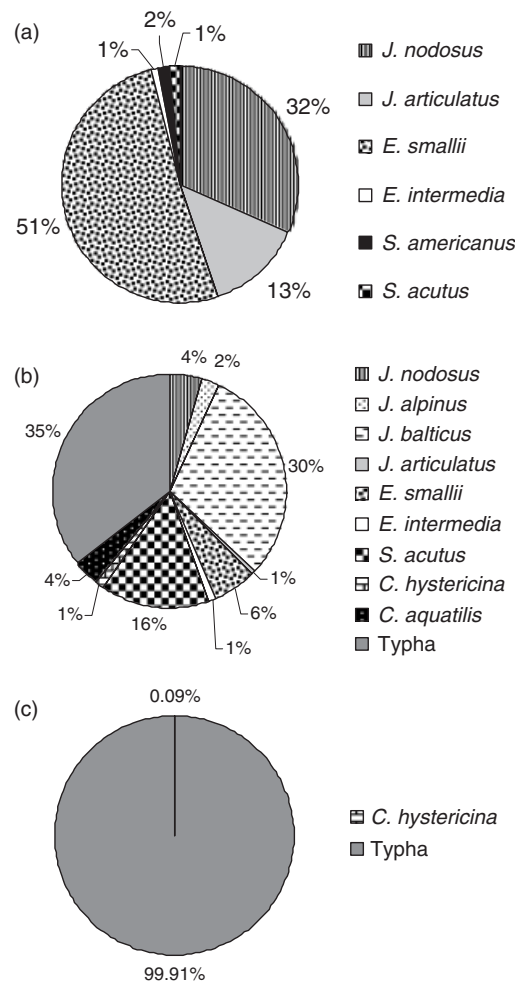 (a)
2%
1%
1%
32%
51%
13%
J. nodosus
J. articulatus
E. smallii
E. intermedia
S. americanus
S. acutus
(b)
4%
2%
35%
30%
4%
1%
1%
6%
16%
1%
J. nodosus
J. alpinus
J. balticus
J. articulatus
E. smallii
E. intermedia
S. acutus
C. hystericina
C. aquatilis
Typha
(c)
0.09%
99.91%
C. hystericina
Typha